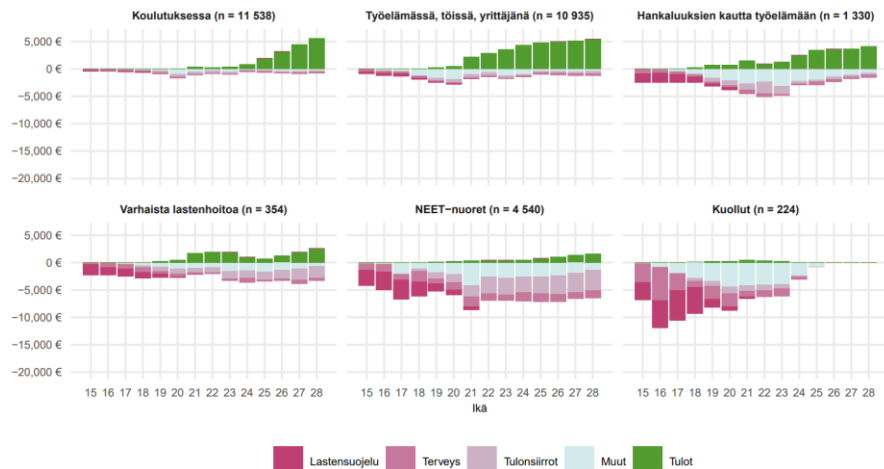 Koulutuksessa (n = 11 538)
Työelämässä, töissä, yrittäjänä (n = 10 935)
Hankaluuksien kautta työelämään (n = 1 330)
5,000 €
0 €
−5,000 €
−10,000 €
−15,000 €
−20,000 €
Varhaista lastenhoitoa (n = 354)
NEET−nuoret (n = 4 540)
Kuollut (n = 224)
5,000 €
0 €
−5,000 €
−10,000 €
−15,000 €
−20,000 €
15 16 17 18 19 20 21 22 23 24 25 26 27 28
15 16 17 18 19 20 21 22 23 24 25 26 27 28
15 16 17 18 19 20 21 22 23 24 25 26 27 28
Ikä
Lastensuojelu Terveys Tulonsiirrot Muut Tulot